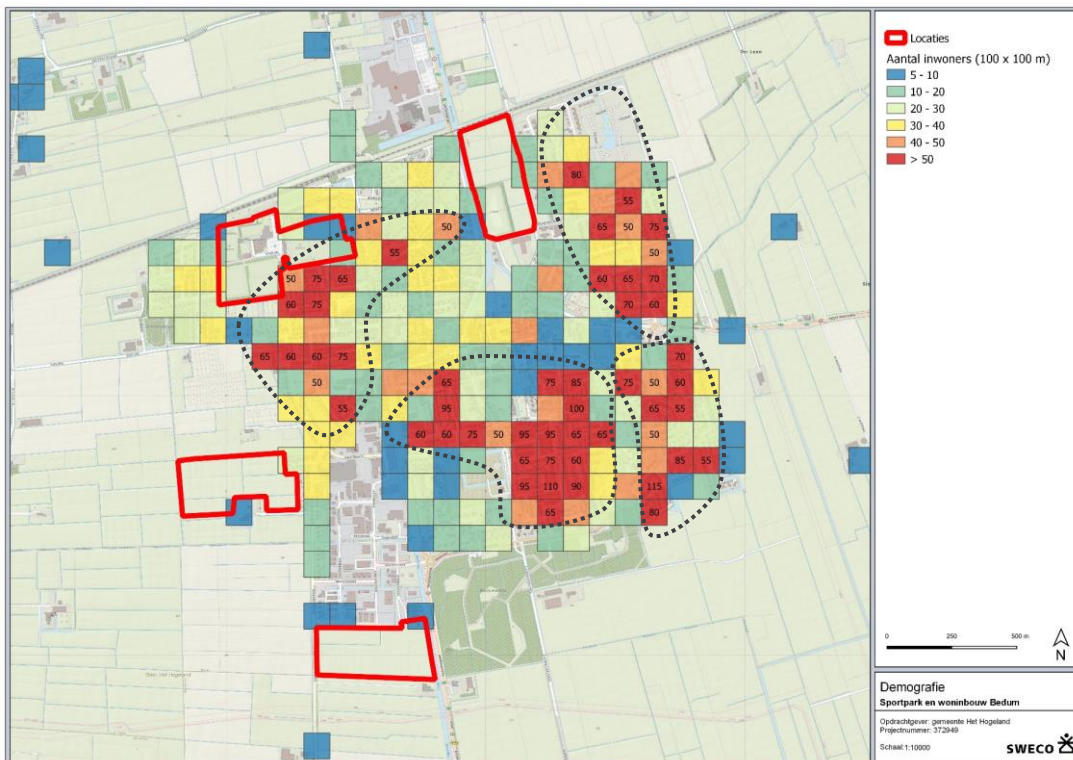 Locaties
Aantal inwoners (100 x 100 m)
5 - 10
10 - 20
20 - 30
30 - 40
40 - 50
> 50
80
55
50
65 50 75
55
50
50 75 65
60 65 70
60 75
70 60
65 60 60 75
70
50
65
75 85
75 50 60
55
95
100
65 55
60 60 75 50 95 95 65 65
50
65 75 60
85 55
95 110 90
115
65
80
0 250 500 m
N
Demografie
Sportpark en woninbouw Bedum
Opdrachtgever: gemeente Het Hogeland
Projectnummer: 372949
Schaal:1:10000
SWECO